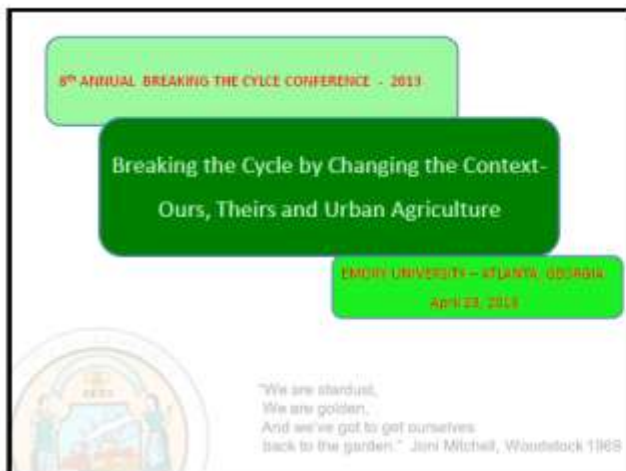 8th ANNUAL BREAKING THE CYLCE CONFERENCE - 2013
Breaking the Cycle by Changing the Context-
Ours, Theirs and Urban Agriculture
EMORY UNIVERSITY – ATLANTA, GEORGIA
April 23, 2013
"We are stardust,
We are golden,
And we've got to get ourselves
back to the garden." Joni Mitchell, Woodstock 1969